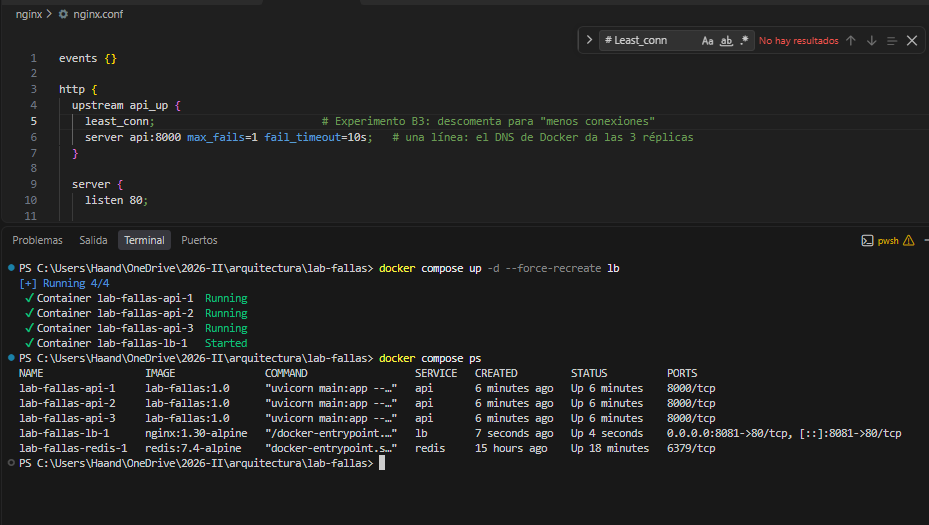 nginx > nginx.conf
> # Least_conn Aa ab .* No hay resultados
1 events {}
2
3 http {
4 upstream api_up {
5 least_conn; # Experimento B3: descomenta para "menos conexiones"
6 server api:8000 max_fails=1 fail_timeout=10s; # una línea: el DNS de Docker da las 3 réplicas
7 }
8
9 server {
10 listen 80;
11
Problemas Salida Terminal Puertos pwsh
PS C:\Users\Haand\OneDrive\2026-II\arquitectura\lab-fallas> docker compose up -d --force-recreate lb
[+] Running 4/4
✓ Container lab-fallas-api-1 Running
✓ Container lab-fallas-api-2 Running
✓ Container lab-fallas-api-3 Running
✓ Container lab-fallas-lb-1 Started
PS C:\Users\Haand\OneDrive\2026-II\arquitectura\lab-fallas> docker compose ps
NAME IMAGE COMMAND SERVICE CREATED STATUS PORTS
lab-fallas-api-1 lab-fallas:1.0 "uvicorn main:app --…" api 6 minutes ago Up 6 minutes 8000/tcp
lab-fallas-api-2 lab-fallas:1.0 "uvicorn main:app --…" api 6 minutes ago Up 6 minutes 8000/tcp
lab-fallas-api-3 lab-fallas:1.0 "uvicorn main:app --…" api 6 minutes ago Up 6 minutes 8000/tcp
lab-fallas-lb-1 nginx:1.30-alpine "/docker-entrypoint.…" lb 7 seconds ago Up 4 seconds 0.0.0.0:8081->80/tcp, [::]:8081->80/tcp
lab-fallas-redis-1 redis:7.4-alpine "docker-entrypoint.s…" redis 15 hours ago Up 18 minutes 6379/tcp
PS C:\Users\Haand\OneDrive\2026-II\arquitectura\lab-fallas>